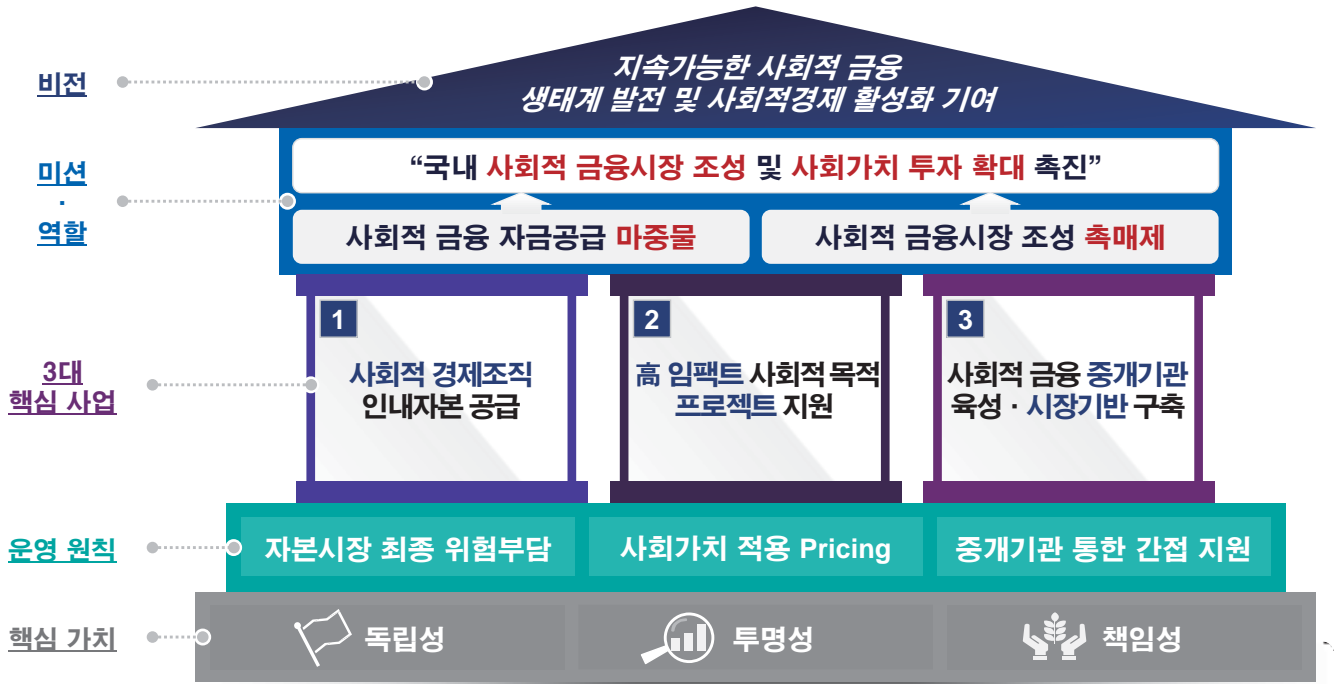 비전
지속가능한 사회적 금융
생태계 발전 및 사회적경제 활성화 기여
미션
·
역할
“국내 사회적 금융시장 조성 및 사회가치 투자 확대 촉진”
사회적 금융 자금공급 마중물
사회적 금융시장 조성 촉매제
3대
핵심 사업
1
사회적 경제조직
인내자본 공급
2
高 임팩트 사회적 목적
프로젝트 지원
3
사회적 금융 중개기관
육성 · 시장기반 구축
운영 원칙
자본시장 최종 위험부담
사회가치 적용 Pricing
중개기관 통한 간접 지원
핵심 가치
독립성
투명성
책임성